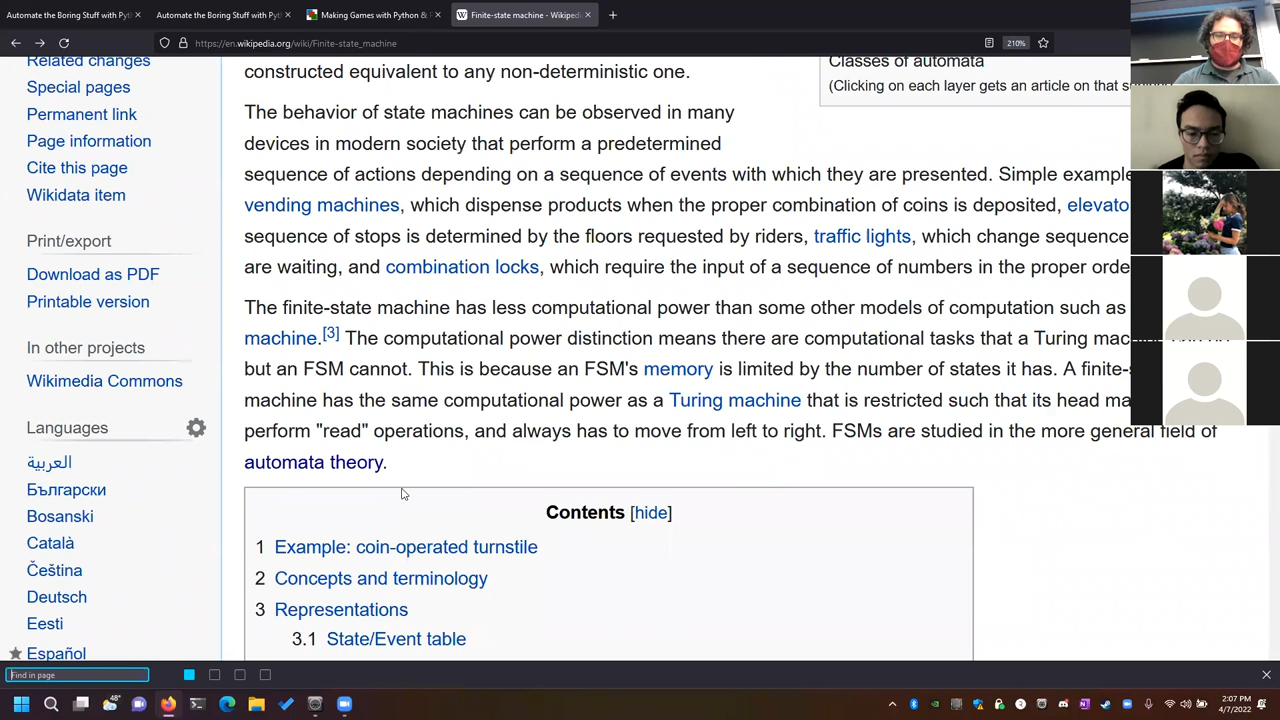 Automate the Boring Stuff with Pyt
Automate the Boring Stuff with Pyt
Making Games with Python & P
Finite-state machine - Wikipedi
https://en.wikipedia.org/wiki/Finite-state_machine
210%
Related changes
Special pages
Permanent link
Page information
Cite this page
Wikidata item
Print/export
Download as PDF
Printable version
In other projects
Wikimedia Commons
Languages
العربية
Български
Bosanski
Català
Čeština
Deutsch
Eesti
Español
constructed equivalent to any non-deterministic one.
Classes of automata
(Clicking on each layer gets an article on that
The behavior of state machines can be observed in many
devices in modern society that perform a predetermined
sequence of actions depending on a sequence of events with which they are presented. Simple example
vending machines, which dispense products when the proper combination of coins is deposited, elevato
sequence of stops is determined by the floors requested by riders, traffic lights, which change sequence
are waiting, and combination locks, which require the input of a sequence of numbers in the proper orde
The finite-state machine has less computational power than some other models of computation such as
machine.[3] The computational power distinction means there are computational tasks that a Turing mac
but an FSM cannot. This is because an FSM's memory is limited by the number of states it has. A finite-s
machine has the same computational power as a Turing machine that is restricted such that its head ma
perform "read" operations, and always has to move from left to right. FSMs are studied in the more general field of
automata theory.
Contents [hide]
1 Example: coin-operated turnstile
2 Concepts and terminology
3 Representations
3.1 State/Event table
Find in page
48°
2:07 PM
4/7/2022